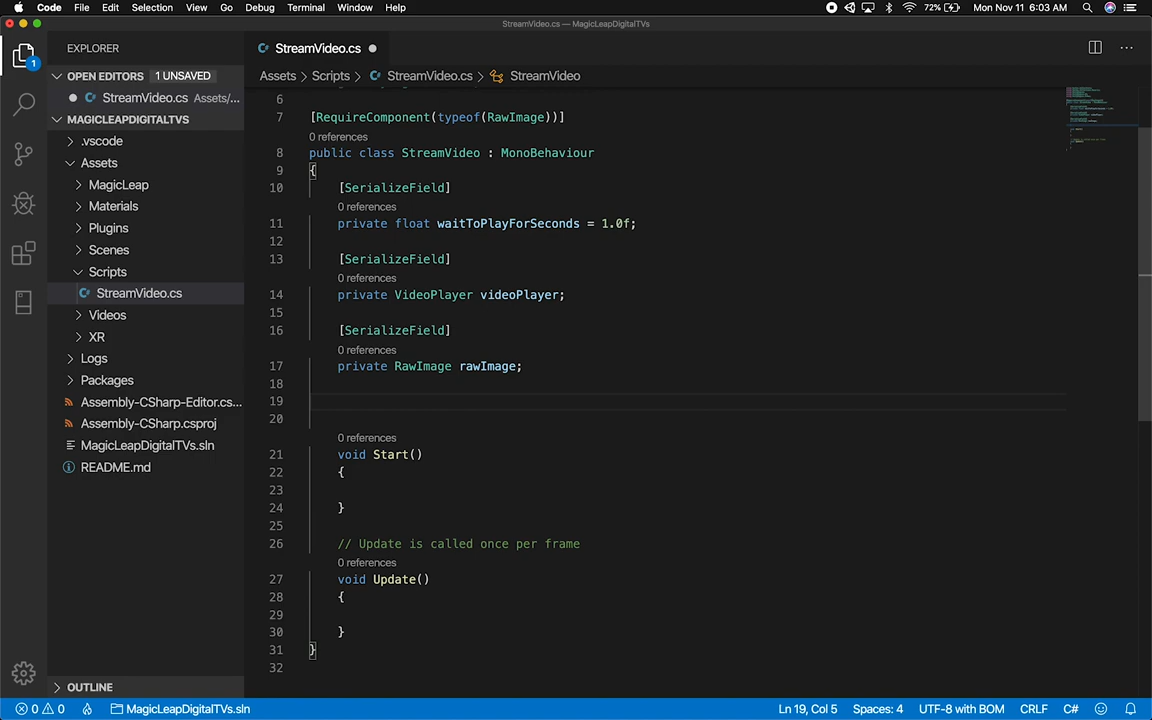 Code File Edit Selection View Go Debug Terminal Window Help 72% Mon Nov 11 6:03 AM
StreamVideo.cs — MagicLeapDigitalTVs
EXPLORER
1
OPEN EDITORS 1 UNSAVED
StreamVideo.cs Assets/...
MAGICLEAPDIGITALTVS
.vscode
Assets
MagicLeap
Materials
Plugins
Scenes
Scripts
StreamVideo.cs
Videos
XR
Logs
Packages
Assembly-CSharp-Editor.cs...
Assembly-CSharp.csproj
MagicLeapDigitalTVs.sln
README.md
OUTLINE
StreamVideo.cs
Assets > Scripts > StreamVideo.cs > StreamVideo
6
7 [RequireComponent(typeof(RawImage))]
0 references
8 public class StreamVideo : MonoBehaviour
9 {
10 [SerializeField]
0 references
11 private float waitToPlayForSeconds = 1.0f;
12
13 [SerializeField]
0 references
14 private VideoPlayer videoPlayer;
15
16 [SerializeField]
0 references
17 private RawImage rawImage;
18
19
20
0 references
21 void Start()
22 {
23
24 }
25
26 // Update is called once per frame
0 references
27 void Update()
28 {
29
30 }
31 }
32
0 0 MagicLeapDigitalTVs.sln Ln 19, Col 5 Spaces: 4 UTF-8 with BOM CRLF C#